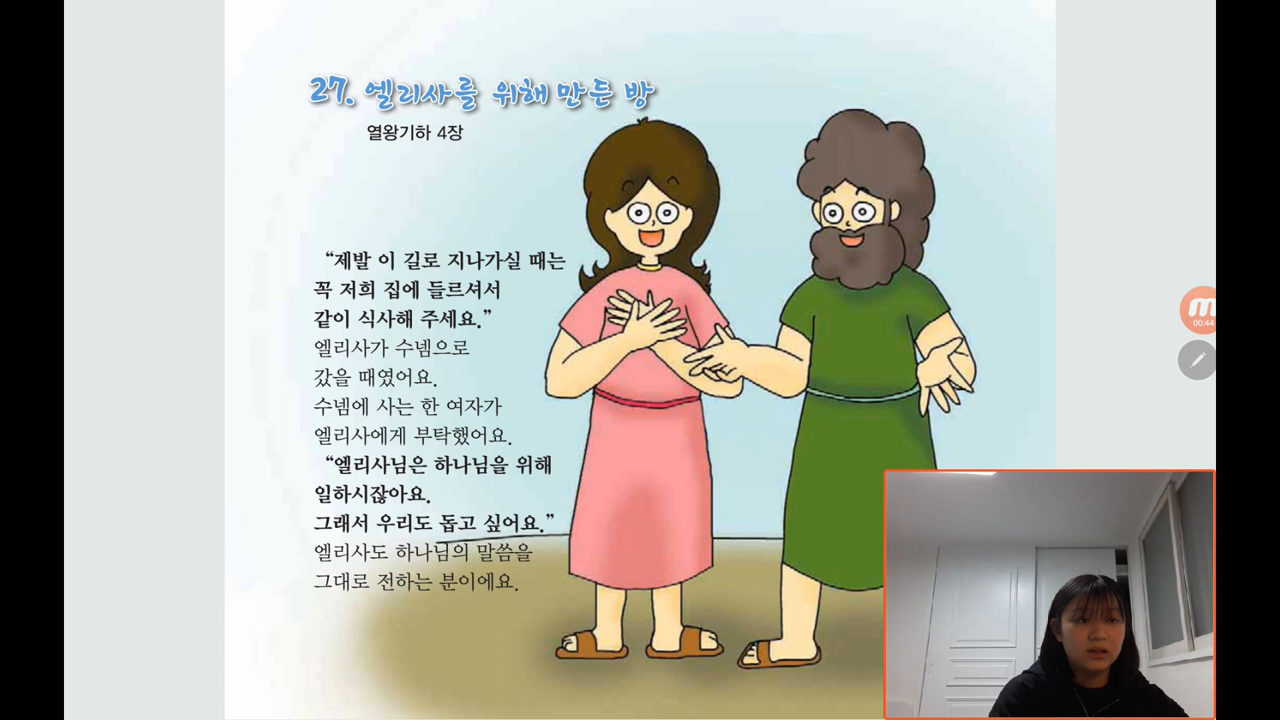 27. 엘리사를 위해 만든 방
열왕기하 4장
“제발 이 길로 지나가실 때는
꼭 저희 집에 들르셔서
같이 식사해 주세요.”
엘리사가 수넴으로
갔을 때였어요.
수넴에 사는 한 여자가
엘리사에게 부탁했어요.
“엘리사님은 하나님을 위해
일하시잖아요.
그래서 우리도 돕고 싶어요.”
엘리사도 하나님의 말씀을
그대로 전하는 분이에요.
m
00:44